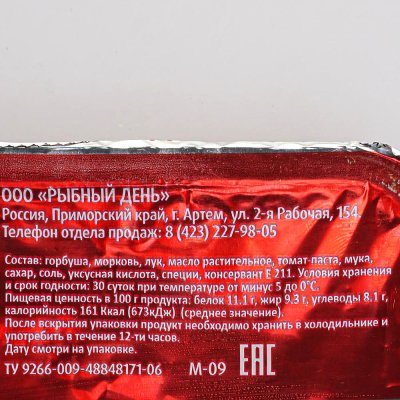 ООО «РЫБНЫЙ ДЕНЬ»
Россия, Приморский край, г. Артем, ул. 2-я Рабочая, 154.
Телефон отдела продаж: 8 (423) 227-98-05
Состав: горбуша, морковь, лук, масло растительное, томат-паста, мука,
сахар, соль, уксусная кислота, специи, консервант Е 211. Условия хранения
и срок годности: 30 суток при температуре от минус 5 до 0°С.
Пищевая ценность в 100 г продукта: белок 11.1 г, жир 9.3 г, углеводы 8.1 г,
калорийность 161 Ккал (673кДж) (среднее значение).
После вскрытия упаковки продукт необходимо хранить в холодильнике и
употребить в течение 12-ти часов.
Дату смотри на упаковке.
ТУ 9266-009-48848171-06 М-09 ЕАС